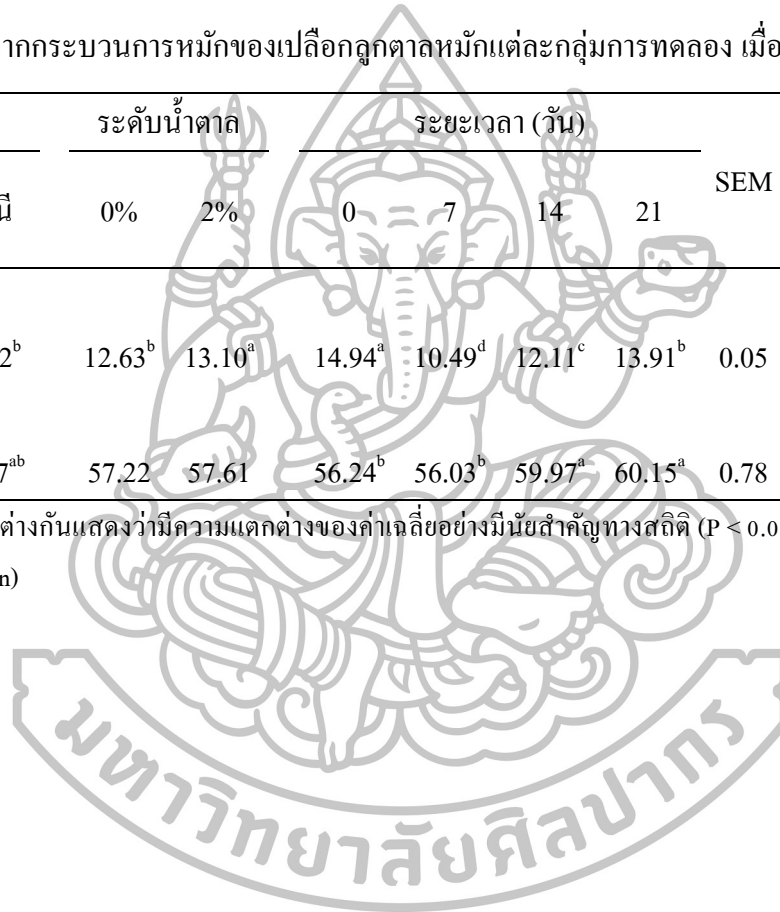 ากกระบวนการหมักของเปลือกลูกตาลหมักแต่ละกลุ่มการทดลอง เมื่อ
ระดับน้ำตาล ระยะเวลา (วัน)
นี 0% 2% 0 7 14 21 SEM
2ᵇ 12.63ᵇ 13.10ᵃ 14.94ᵃ 10.49ᵈ 12.11ᶜ 13.91ᵇ 0.05
7ᵃᵇ 57.22 57.61 56.24ᵇ 56.03ᵇ 59.97ᵃ 60.15ᵃ 0.78
ต่างกันแสดงว่ามีความแตกต่างของค่าเฉลี่ยอย่างมีนัยสำคัญทางสถิติ (P < 0.0
n)
มหาวิทยาลัยศิลปากร